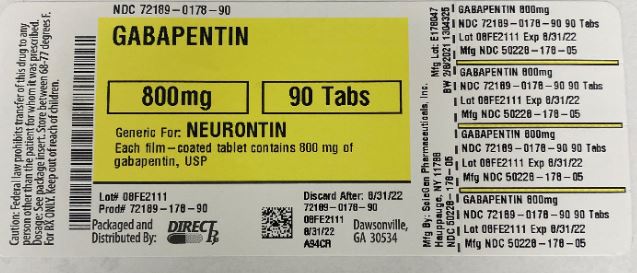 NDC 72189-0178-90
GABAPENTIN
800mg
90 Tabs
Generic For: NEURONTIN
Each film-coated tablet contains 800 mg of
gabapentin, USP
Lot# 08FE2111
Prod# 72189-178-90
Packaged and
Distributed By:
DIRECT Rx
Discard After: 8/31/22
72189-0178-90
08FE2111
8/31/22
A94CR
Dawsonville,
GA 30534
Caution: Federal law prohibits transfer of this drug to any
person other than the patient for whom it was prescribed.
Dosage: See package insert. Store between 68-77 degrees F.
For RX ONLY. Keep out of reach of children.
Mfg By: ScieGen Pharmaceuticals, Inc.
Hauppauge, NY 11788
NDC 50228-178-05
Mfg Lot: E178047
BW 2/8/2021 1304325
GABAPENTIN 800mg
NDC 72189-0178-90 90 Tabs
Lot 08FE2111 Exp 8/31/22
Mfg NDC 50228-178-05
GABAPENTIN 800mg
NDC 72189-0178-90 90 Tabs
Lot 08FE2111 Exp 8/31/22
Mfg NDC 50228-178-05
GABAPENTIN 800mg
NDC 72189-0178-90 90 Tabs
Lot 08FE2111 Exp 8/31/22
Mfg NDC 50228-178-05
GABAPENTIN 800mg
NDC 72189-0178-90 90 Tabs
Lot 08FE2111 Exp 8/31/22
Mfg NDC 50228-178-05